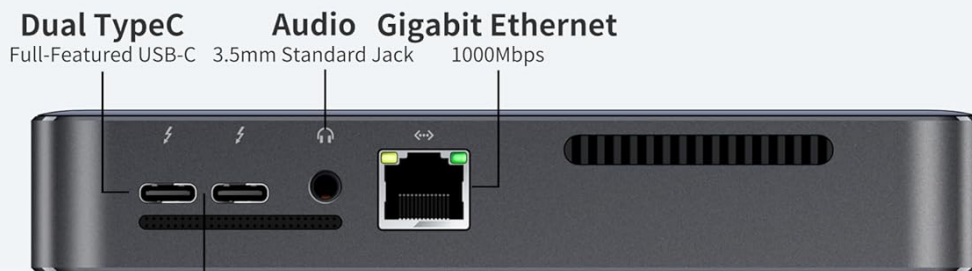 Dual TypeC
Full-Featured USB-C
Audio
3.5mm Standard Jack
Gigabit Ethernet
1000Mbps